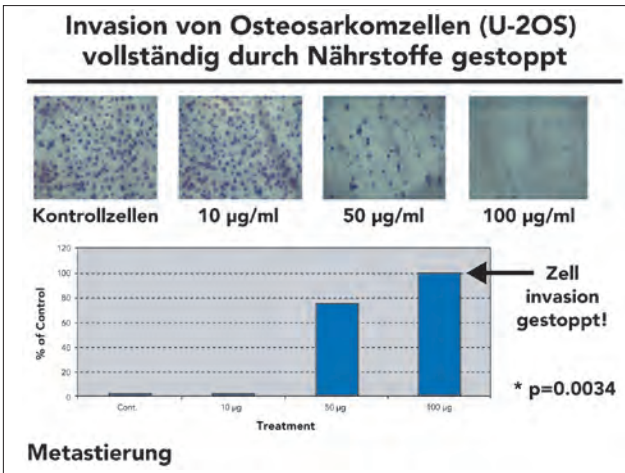 Invasion von Osteosarkomzellen (U-2OS)
vollständig durch Nährstoffe gestoppt
Kontrollzellen
10 µg/ml
50 µg/ml
100 µg/ml
120
100
80
60
40
20
0
% of Control
Cont.
10 µg
50 µg
100 µg
Treatment
Zell
invasion
gestoppt!
* p=0.0034
Metastierung